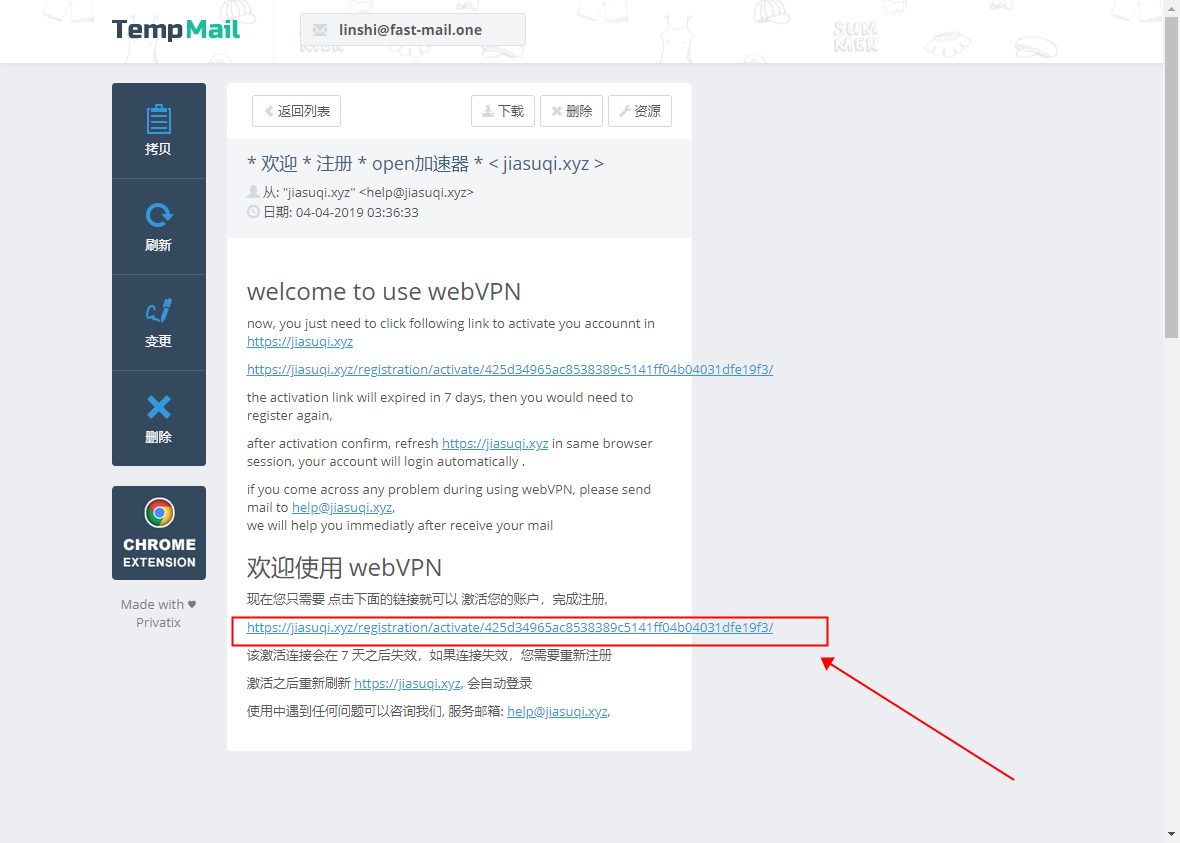 TempMail
linshi@fast-mail.one
SUM
MER
MER
拷贝
刷新
变更
删除
CHROME
EXTENSION
Made with ♥
Privatix
返回列表
下载
删除
资源
* 欢迎 * 注册 * open加速器 * < jiasuqi.xyz >
从: "jiasuqi.xyz" <help@jiasuqi.xyz>
日期: 04-04-2019 03:36:33
welcome to use webVPN
now, you just need to click following link to activate you accounnt in
https://jiasuqi.xyz
https://jiasuqi.xyz/registration/activate/425d34965ac8538389c5141ff04b04031dfe19f3/
the activation link will expired in 7 days, then you would need to
register again,
after activation confirm, refresh https://jiasuqi.xyz in same browser
session, your account will login automatically .
if you come across any problem during using webVPN, please send
mail to help@jiasuqi.xyz,
we will help you immediatly after receive your mail
欢迎使用 webVPN
现在您只需要 点击下面的链接就可以 激活您的账户，完成注册,
https://jiasuqi.xyz/registration/activate/425d34965ac8538389c5141ff04b04031dfe19f3/
该激活连接会在 7 天之后失效，如果连接失效，您需要重新注册
激活之后重新刷新 https://jiasuqi.xyz, 会自动登录
使用中遇到任何问题可以咨询我们, 服务邮箱: help@jiasuqi.xyz,